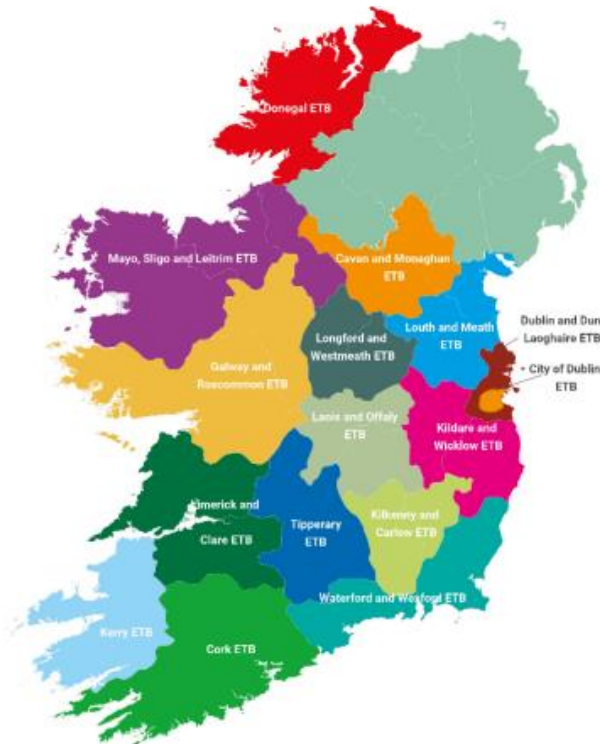 Donegal ETB
Mayo, Sligo and Leitrim ETB
Cavan and Monaghan
ETB
Longford and
Westmeath ETB
Louth and Meath
ETB
Dublin and Dun
Laoghaire ETB
City of Dublin
ETB
Galway and
Roscommon ETB
Laois and Offaly
ETB
Kildare and
Wicklow ETB
Limerick and
Clare ETB
Tipperary
ETB
Kilkenny and
Carlow ETB
Waterford and Wexford ETB
Kerry ETB
Cork ETB